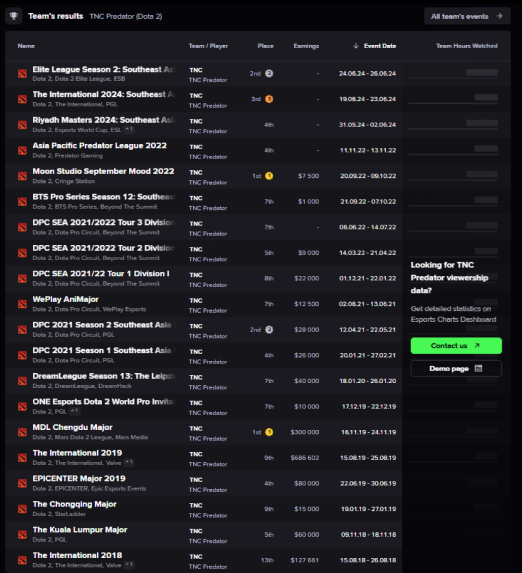 Team's results TNC Predator (Dota 2) All team's events →
Name Team / Player Place Earnings ↓ Event Date Team Hours Watched
Elite League Season 2: Southeast As TNC 2nd 2 - 24.06.24 - 26.06.24
Dota 2, Dota 2 Elite League, ESB TNC Predator
The International 2024: Southeast A TNC 3rd 3 - 19.06.24 - 23.06.24
Dota 2, The International, PGL TNC Predator
Riyadh Masters 2024: Southeast Asi TNC 4th - 31.05.24 - 02.06.24
Dota 2, Esports World Cup, ESL +1 TNC Predator
Asia Pacific Predator League 2022 TNC 4th - 11.11.22 - 13.11.22
Dota 2, Predator Gaming TNC Predator
Moon Studio September Mood 2022 TNC 1st 1 $7 500 20.09.22 - 09.10.22
Dota 2, Cringe Station TNC Predator
BTS Pro Series Season 12: Southeas TNC 7th $1 000 21.09.22 - 07.10.22
Dota 2, BTS Pro Series, Beyond The Summit TNC Predator
DPC SEA 2021/2022 Tour 3 Division TNC 7th - 06.06.22 - 14.07.22
Dota 2, Dota Pro Circuit, Beyond The Summit TNC Predator
DPC SEA 2021/2022 Tour 2 Division TNC 5th $9 000 14.03.22 - 21.04.22
Dota 2, Dota Pro Circuit, Beyond The Summit TNC Predator
DPC SEA 2021/22 Tour 1 Division I TNC 8th $22 000 01.12.21 - 22.01.22
Dota 2, Dota Pro Circuit, Beyond The Summit TNC Predator
WePlay AniMajor TNC 7th $12 500 02.06.21 - 13.06.21
Dota 2, Dota Pro Circuit, WePlay Esports TNC Predator
DPC 2021 Season 2 Southeast Asia TNC 2nd 2 $28 000 12.04.21 - 22.05.21
Dota 2, Dota Pro Circuit, PGL TNC Predator
DPC 2021 Season 1 Southeast Asia TNC 4th $26 000 20.01.21 - 27.02.21
Dota 2, Dota Pro Circuit, PGL TNC Predator
DreamLeague Season 13: The Leipz TNC 7th $40 000 18.01.20 - 26.01.20
Dota 2, DreamLeague, DreamHack TNC Predator
ONE Esports Dota 2 World Pro Invita TNC 7th $10 000 17.12.19 - 22.12.19
Dota 2, PGL +1 TNC Predator
MDL Chengdu Major TNC 1st 1 $300 000 16.11.19 - 24.11.19
Dota 2, Mars Dota 2 League, Mars Media TNC Predator
The International 2019 TNC 9th $686 602 15.08.19 - 25.08.19
Dota 2, The International, Valve +1 TNC Predator
EPICENTER Major 2019 TNC 4th $80 000 22.06.19 - 30.06.19
Dota 2, EPICENTER, Epic Esports Events TNC Predator
The Chongqing Major TNC 9th $15 000 19.01.19 - 27.01.19
Dota 2, StarLadder TNC Predator
The Kuala Lumpur Major TNC 5th $60 000 09.11.18 - 18.11.18
Dota 2, PGL TNC Predator
The International 2018 TNC 13th $127 661 15.08.18 - 26.08.18
Dota 2, The International, Valve +1 TNC Predator
Looking for TNC
Predator viewership
data?
Get detailed statistics on
Esports Charts Dashboard
Contact us ↗
Demo page